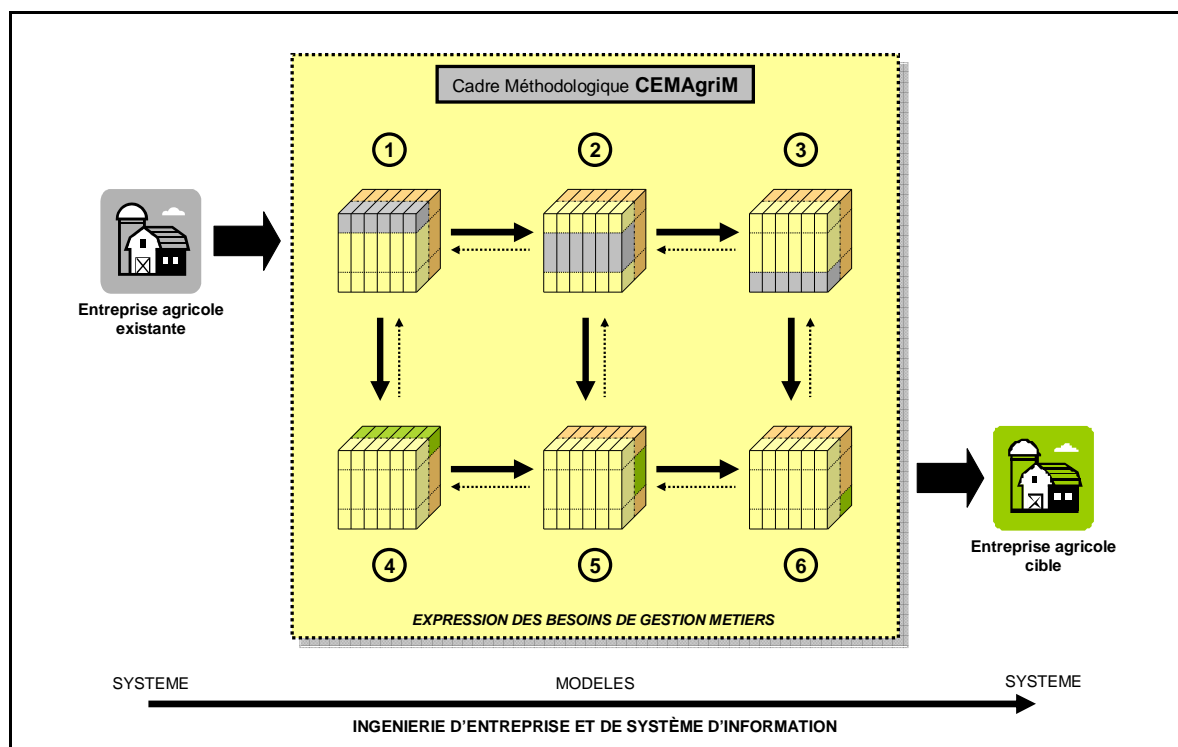 Cadre Méthodologique CEMAgriM
1
2
3
Entreprise agricole
existante
4
5
6
Entreprise agricole
cible
EXPRESSION DES BESOINS DE GESTION METIERS
SYSTEME
MODELES
SYSTEME
INGENIERIE D'ENTREPRISE ET DE SYSTÈME D'INFORMATION